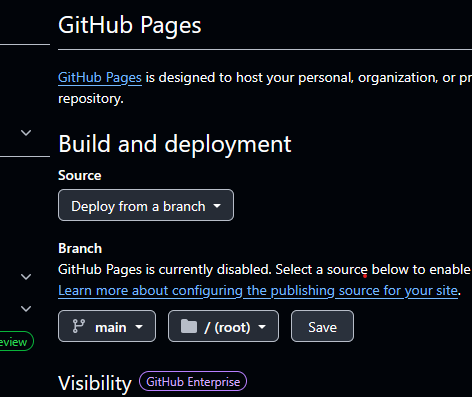 GitHub Pages
GitHub Pages is designed to host your personal, organization, or pr
repository.
Build and deployment
Source
Deploy from a branch
Branch
GitHub Pages is currently disabled. Select a source below to enable
Learn more about configuring the publishing source for your site.
main / (root) Save
eview
Visibility GitHub Enterprise